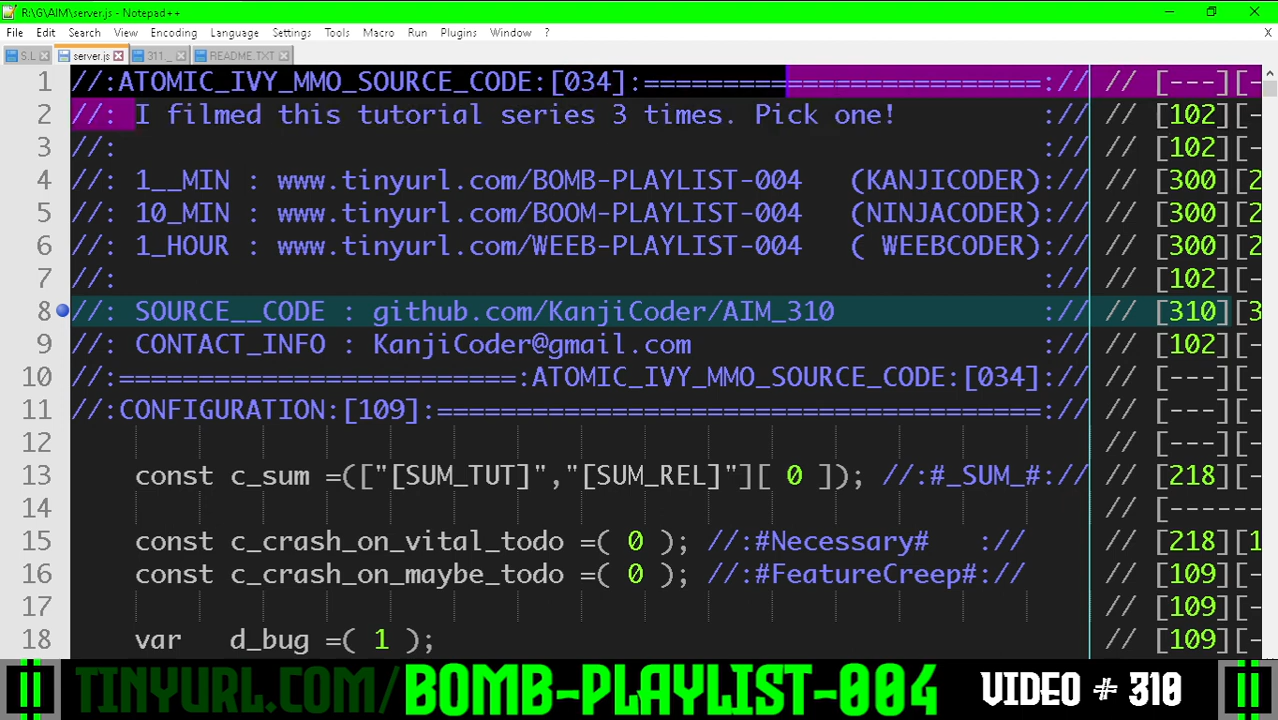 R:\G\AIM\server.js - Notepad++
File Edit Search View Encoding Language Settings Tools Macro Run Plugins Window ? X
S.L server.js 311._ README.TXT
1 //:ATOMIC_IVY_MMO_SOURCE_CODE:[034]:=========================:// // [---][-
2 //: I filmed this tutorial series 3 times. Pick one! :// // [102][-
3 //: :// // [102][-
4 //: 1__MIN : www.tinyurl.com/BOMB-PLAYLIST-004 (KANJICODER):// // [300][2
5 //: 10_MIN : www.tinyurl.com/BOOM-PLAYLIST-004 (NINJACODER):// // [300][2
6 //: 1_HOUR : www.tinyurl.com/WEEB-PLAYLIST-004 ( WEEBCODER):// // [300][2
7 //: :// // [102][-
8 //: SOURCE__CODE : github.com/KanjiCoder/AIM_310 :// // [310][3
9 //: CONTACT_INFO : KanjiCoder@gmail.com :// // [102][-
10 //:=========================:ATOMIC_IVY_MMO_SOURCE_CODE:[034]:// // [---][-
11 //:CONFIGURATION:[109]:======================================:// // [---][-
12 // [---][-
13 const c_sum =(["[SUM_TUT]","[SUM_REL]"][ 0 ]); //:#_SUM_#:// // [218][-
14 // [------
15 const c_crash_on_vital_todo =( 0 ); //:#Necessary# :// // [218][1
16 const c_crash_on_maybe_todo =( 0 ); //:#FeatureCreep#:// // [109][-
17 // [109][-
18 var d_bug =( 1 ); // [109][-
TINYURL.COM/BOMB-PLAYLIST-004 VIDEO # 310